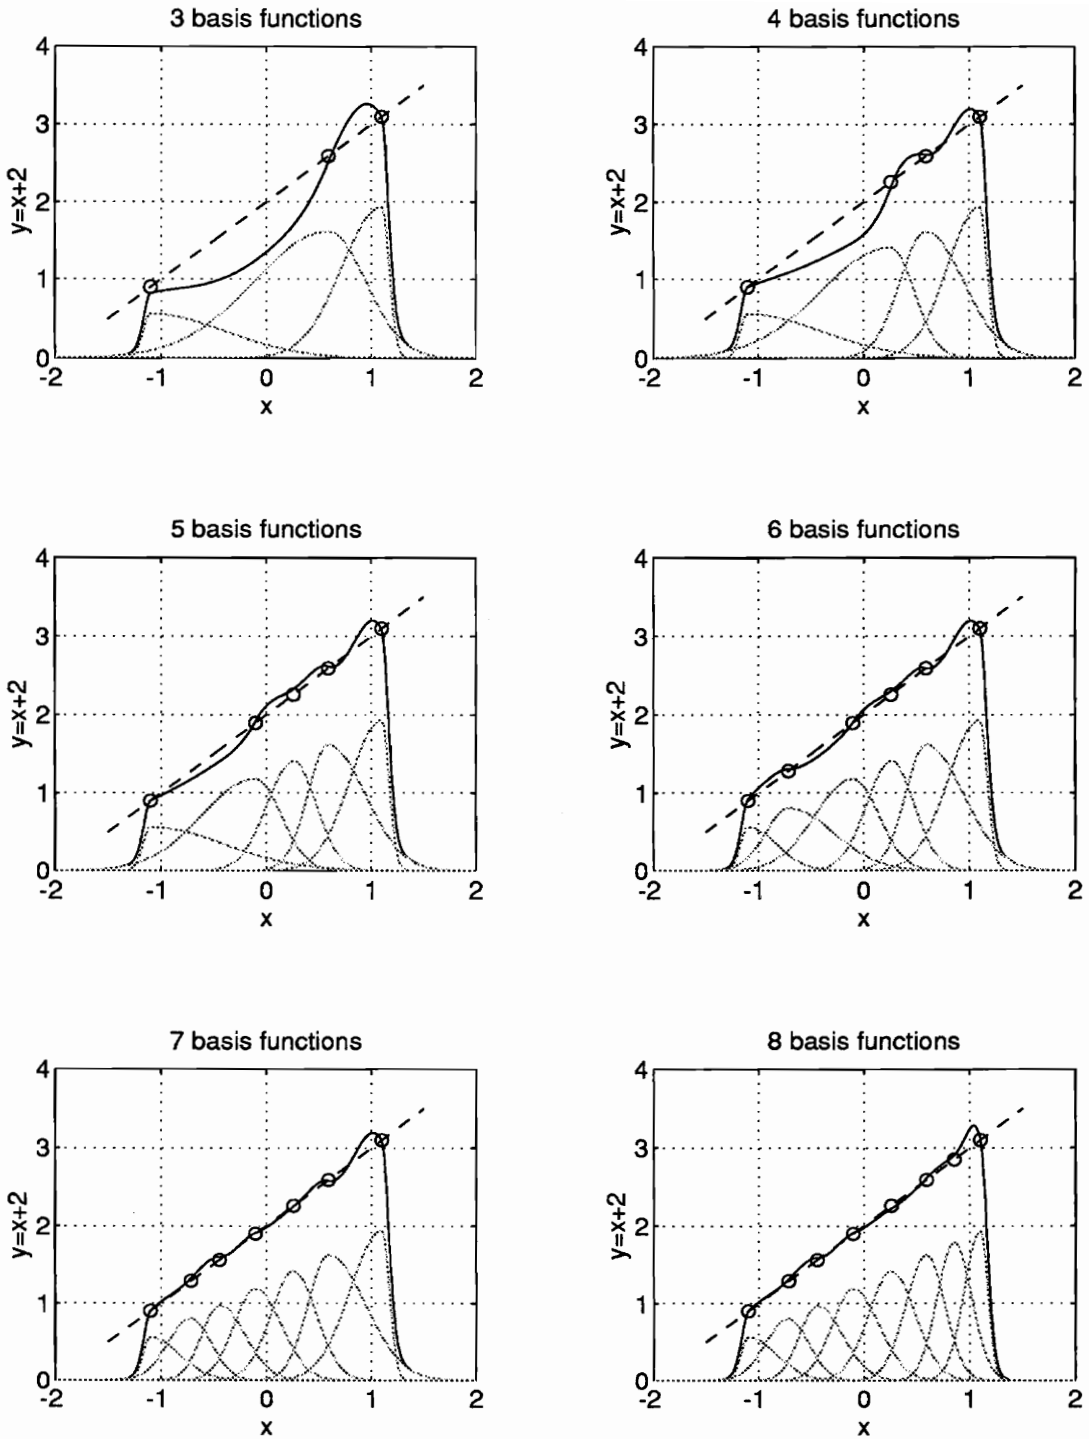 3 basis functions
4
3
2
1
0
-2 -1 0 1 2
y=x+2
x
4 basis functions
4
3
2
1
0
-2 -1 0 1 2
y=x+2
x
5 basis functions
4
3
2
1
0
-2 -1 0 1 2
y=x+2
x
6 basis functions
4
3
2
1
0
-2 -1 0 1 2
y=x+2
x
7 basis functions
4
3
2
1
0
-2 -1 0 1 2
y=x+2
x
8 basis functions
4
3
2
1
0
-2 -1 0 1 2
y=x+2
x